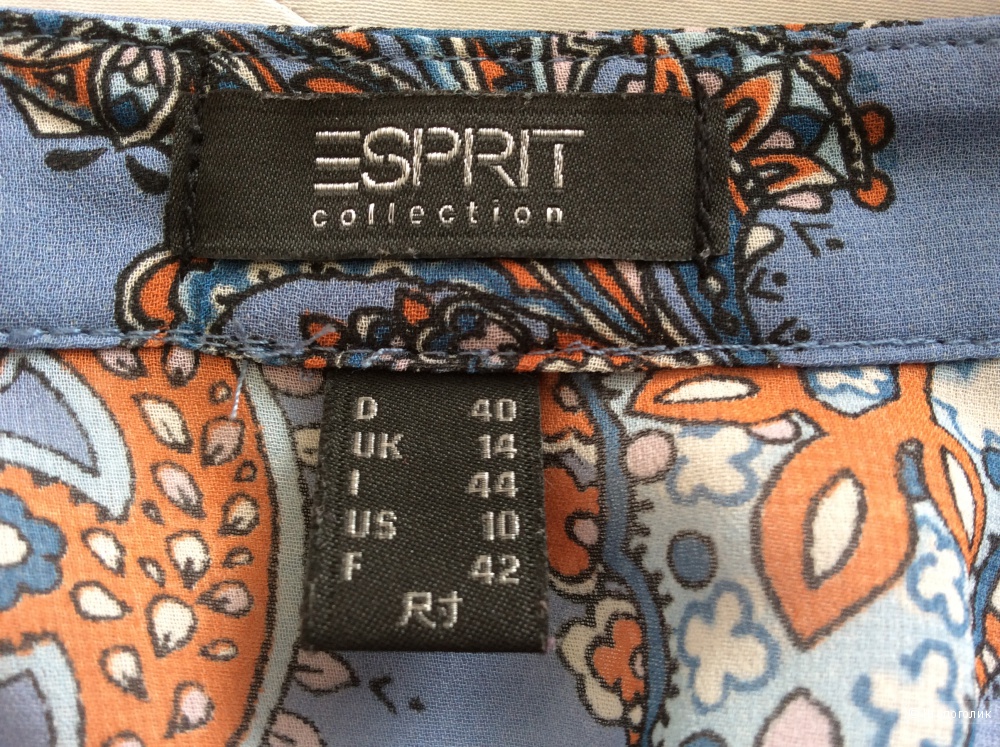 ESPRIT
collection
D 40
UK 14
I 44
US 10
F 42
尺寸